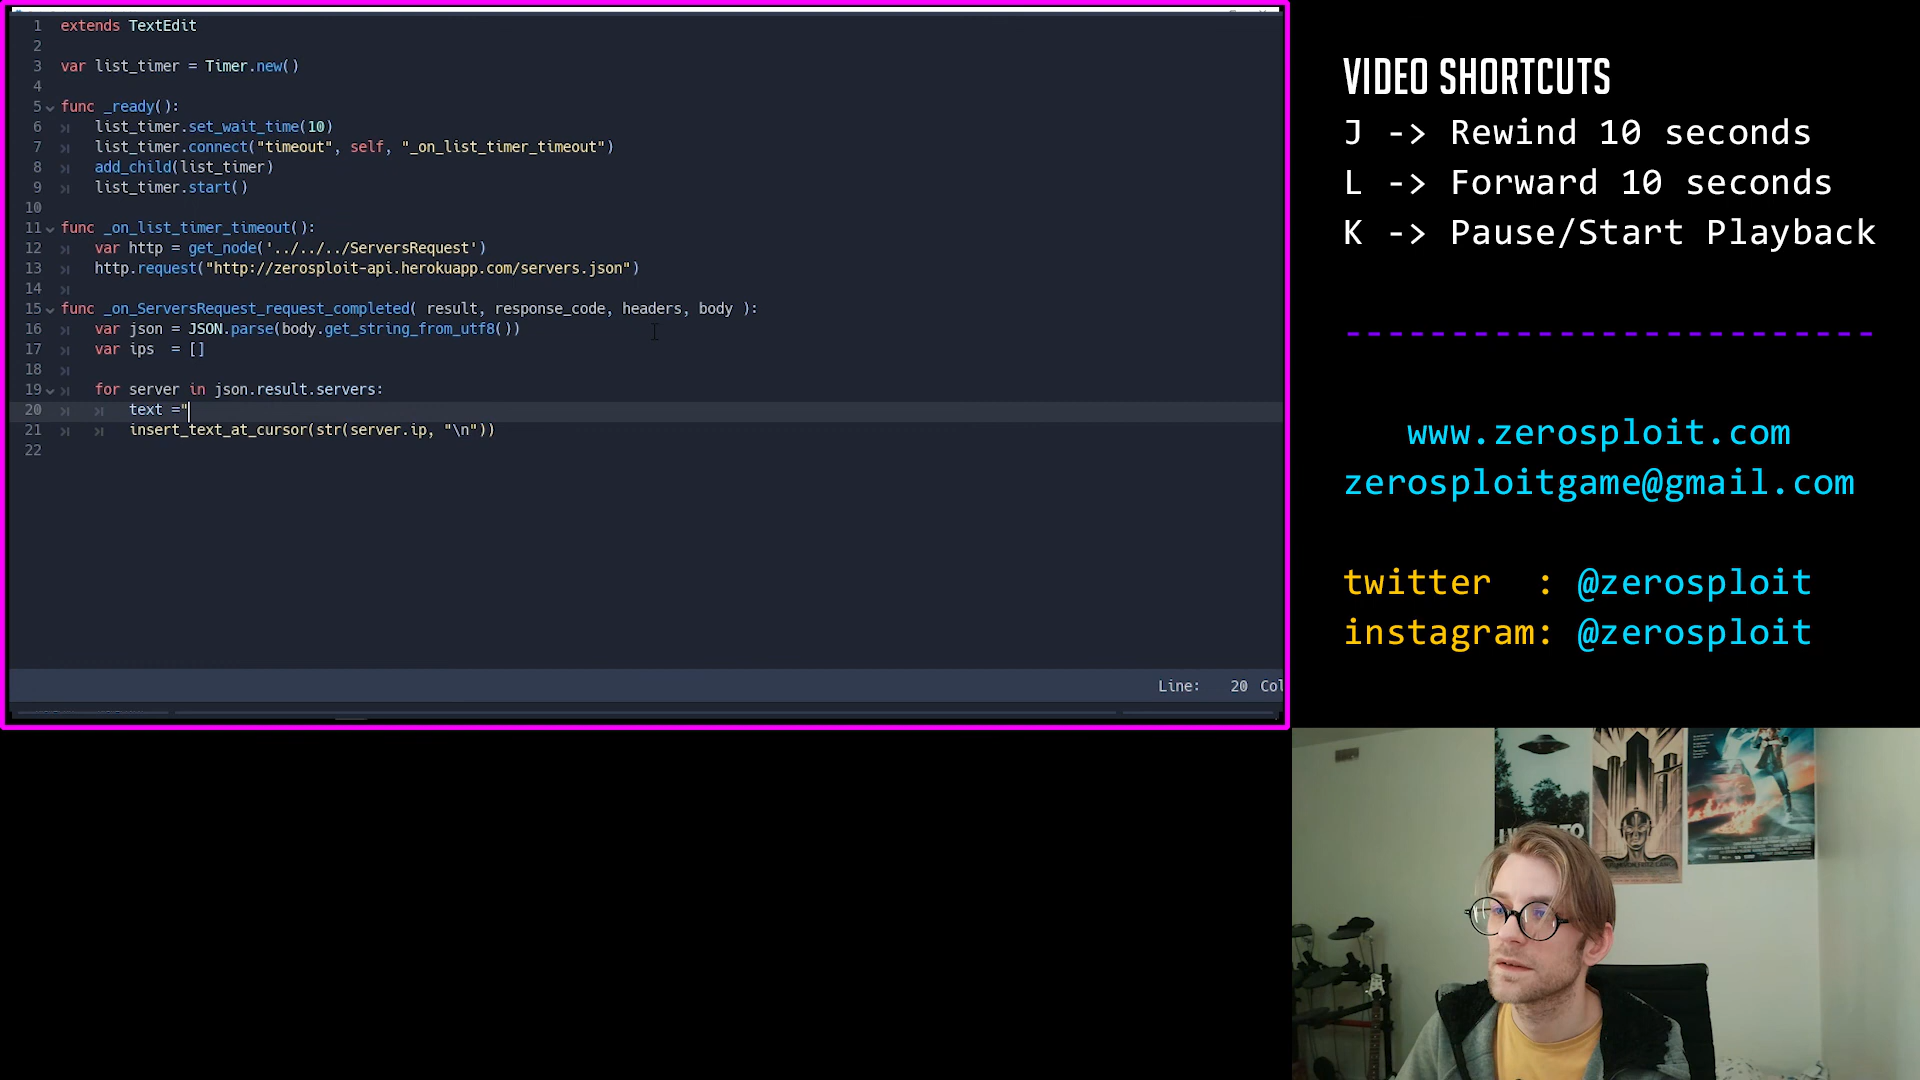 1 extends TextEdit
2
3 var list_timer = Timer.new()
4
5 func _ready():
6 list_timer.set_wait_time(10)
7 list_timer.connect("timeout", self, "_on_list_timer_timeout")
8 add_child(list_timer)
9 list_timer.start()
10
11 func _on_list_timer_timeout():
12 var http = get_node('../../../ServersRequest')
13 http.request("http://zerosploit-api.herokuapp.com/servers.json")
14
15 func _on_ServersRequest_request_completed( result, response_code, headers, body ):
16 var json = JSON.parse(body.get_string_from_utf8())
17 var ips  = []
18
19 for server in json.result.servers:
20 text ="
21 insert_text_at_cursor(str(server.ip, "\n"))
22
Line: 20 Col
VIDEO SHORTCUTS
J -> Rewind 10 seconds
L -> Forward 10 seconds
K -> Pause/Start Playback
--------------------------
www.zerosploit.com
zerosploitgame@gmail.com
twitter : @zerosploit
instagram: @zerosploit